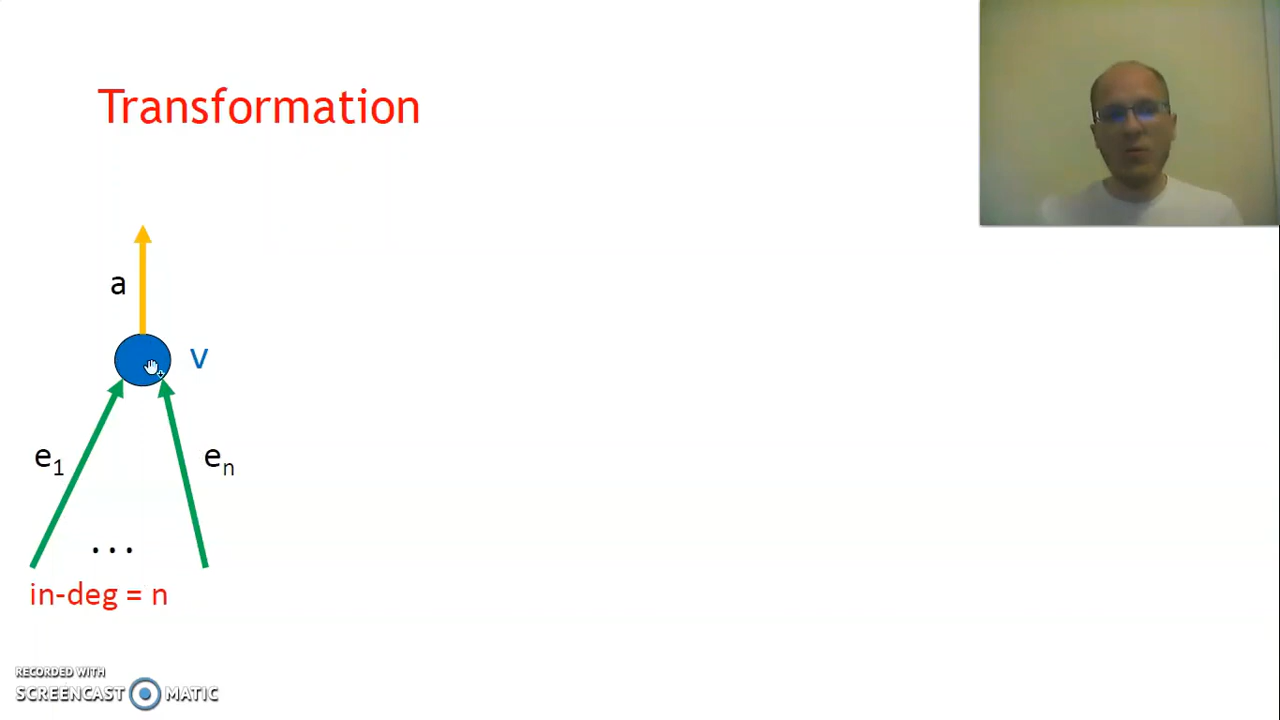 Transformation
a
v
e1
en
...
in-deg = n
RECORDED WITH
SCREENCAST MATIC